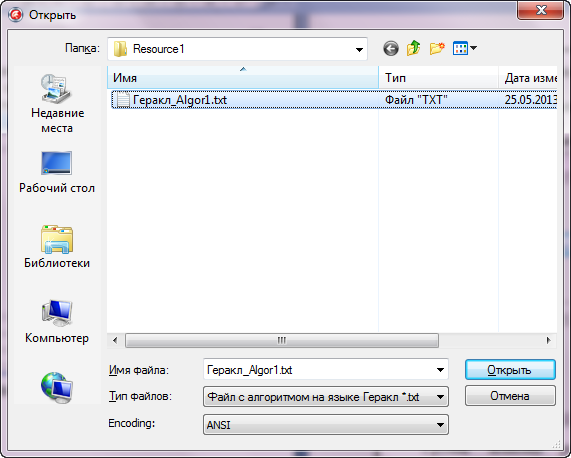 Открыть
Папка: Resource1
Имя Тип Дата изме
Геракл_Algor1.txt Файл "TXT" 25.05.2013
Недавние
места
Рабочий стол
Библиотеки
Компьютер
Имя файла: Геракл_Algor1.txt Открыть
Тип файлов: Файл с алгоритмом на языке Геракл *.txt Отмена
Encoding: ANSI